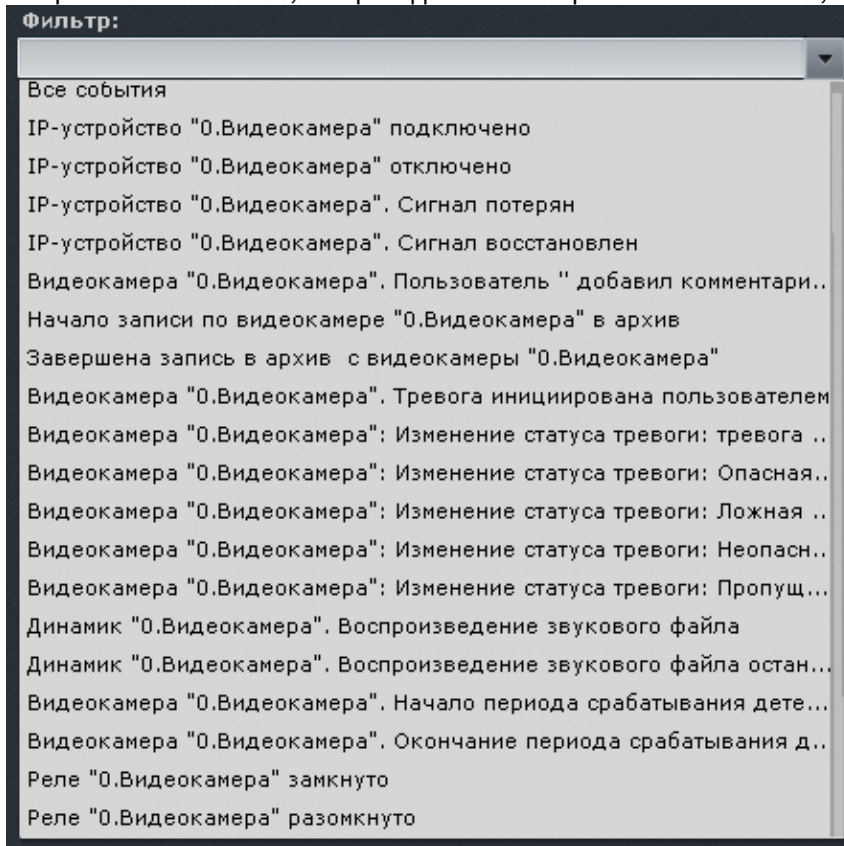 Фильтр:
Все события
IP-устройство "0.Видеокамера" подключено
IP-устройство "0.Видеокамера" отключено
IP-устройство "0.Видеокамера". Сигнал потерян
IP-устройство "0.Видеокамера". Сигнал восстановлен
Видеокамера "0.Видеокамера". Пользователь '' добавил комментари..
Начало записи по видеокамере "0.Видеокамера" в архив
Завершена запись в архив  с видеокамеры "0.Видеокамера"
Видеокамера "0.Видеокамера". Тревога инициирована пользователем
Видеокамера "0.Видеокамера": Изменение статуса тревоги: тревога ..
Видеокамера "0.Видеокамера": Изменение статуса тревоги: Опасная..
Видеокамера "0.Видеокамера": Изменение статуса тревоги: Ложная ..
Видеокамера "0.Видеокамера": Изменение статуса тревоги: Неопасн..
Видеокамера "0.Видеокамера": Изменение статуса тревоги: Пропущ...
Динамик "0.Видеокамера". Воспроизведение звукового файла
Динамик "0.Видеокамера". Воспроизведение звукового файла остан...
Видеокамера "0.Видеокамера". Начало периода срабатывания дете...
Видеокамера "0.Видеокамера". Окончание периода срабатывания д..
Реле "0.Видеокамера" замкнуто
Реле "0.Видеокамера" разомкнуто